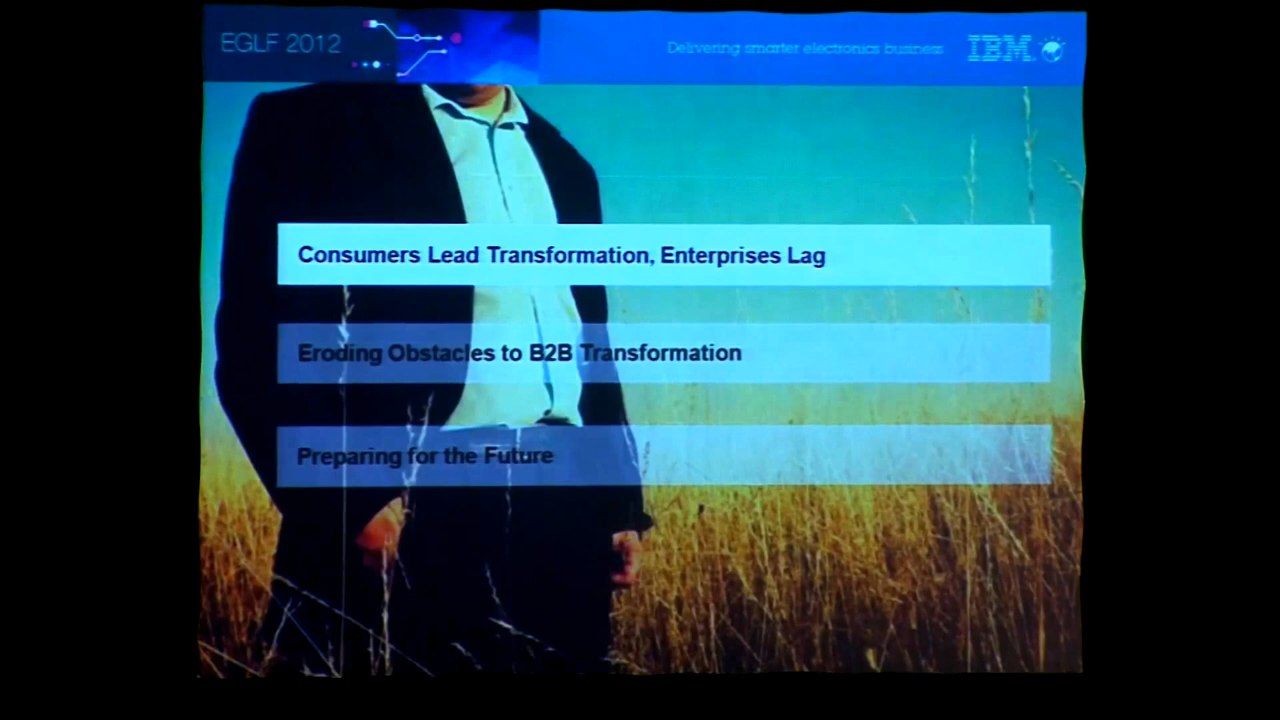 EGLF 2012
Delivering smarter electronics business
IBM
Consumers Lead Transformation, Enterprises Lag
Eroding Obstacles to B2B Transformation
Preparing for the Future